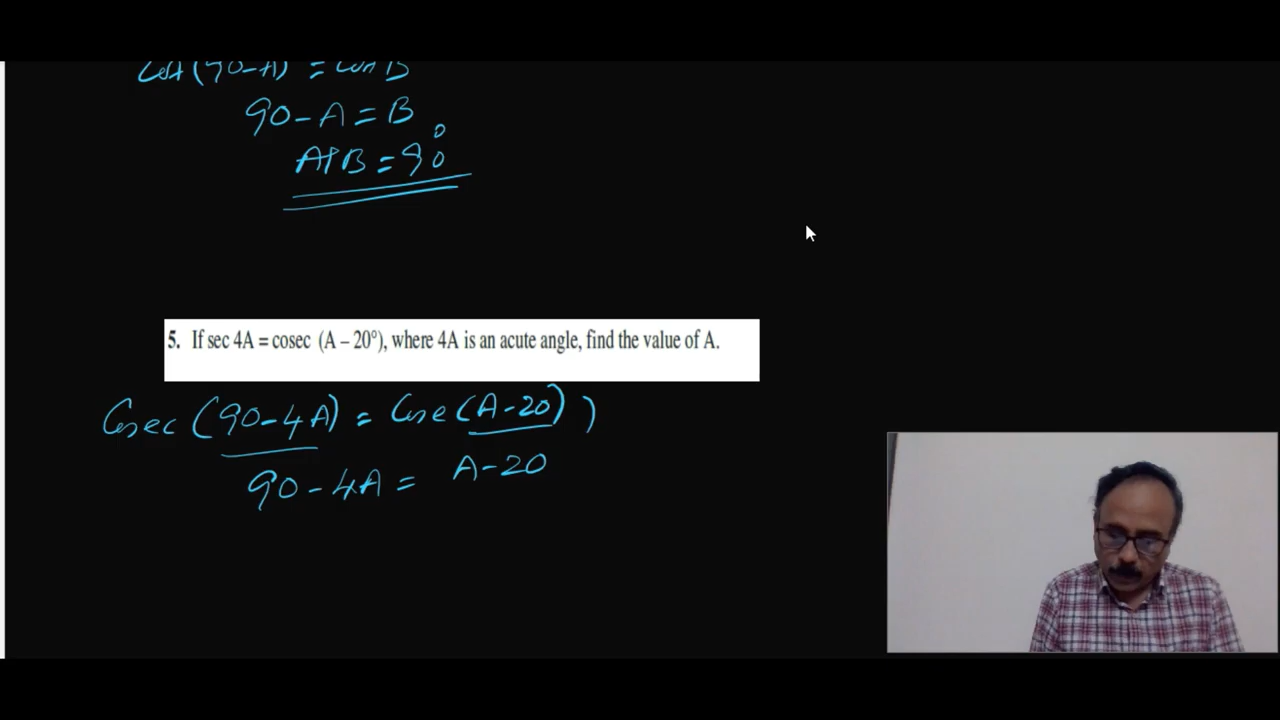 Cot (90-A) = Cot B
90 - A = B
A+B = 90°
5. If sec 4A = cosec (A – 20°), where 4A is an acute angle, find the value of A.
Cosec (90-4A) = Cose (A-20) )
90 - 4A = A-20